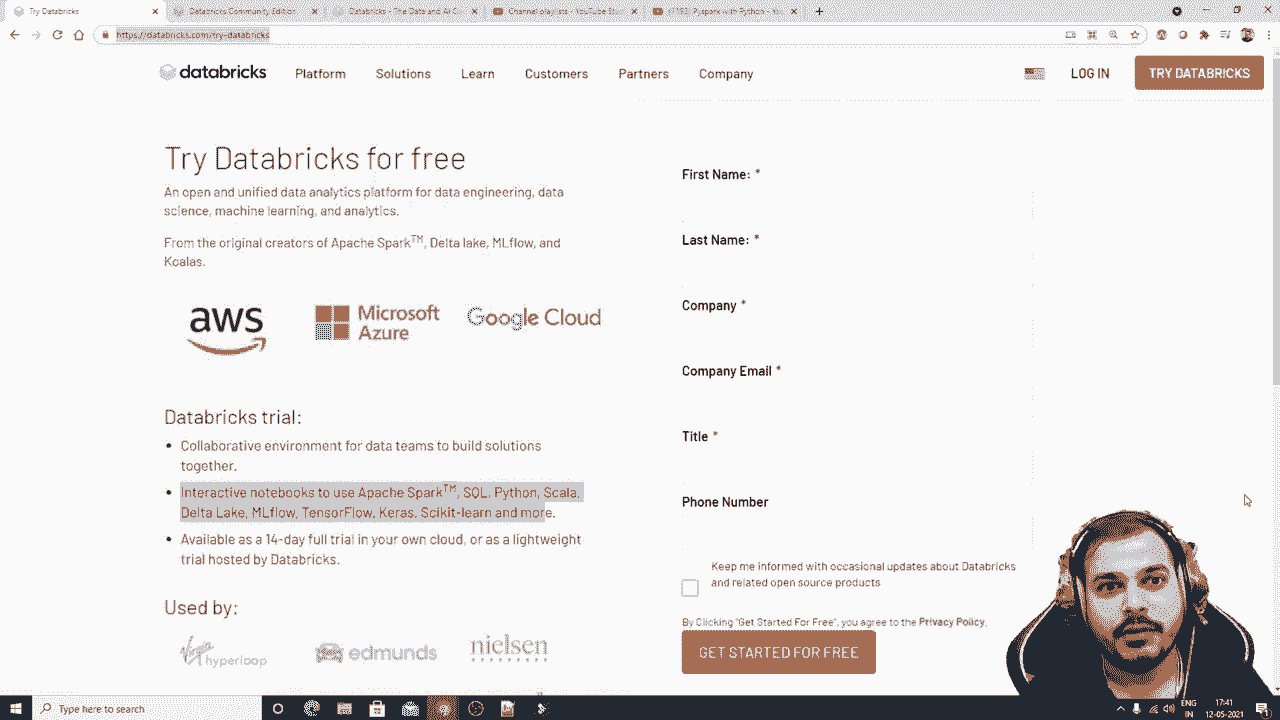 Try Databricks
Databricks Community Edition
Databricks - The Data and AI C
Channel playlists - YouTube Stu
Pyspark with Python
https://databricks.com/try-databricks
databricks
Platform
Solutions
Learn
Customers
Partners
Company
LOG IN
TRY DATABRICKS
Try Databricks for free
An open and unified data analytics platform for data engineering, data
science, machine learning, and analytics.
From the original creators of Apache Spark™, Delta lake, MLflow, and
Koalas.
aws
Microsoft
Azure
Google Cloud
Databricks trial:
• Collaborative environment for data teams to build solutions
together.
• Interactive notebooks to use Apache Spark™, SQL, Python, Scala,
Delta Lake, MLflow, TensorFlow, Keras, Scikit-learn and more.
• Available as a 14-day full trial in your own cloud, or as a lightweight
trial hosted by Databricks.
Used by:
Virgin hyperloop
edmunds
nielsen
First Name: *
Last Name: *
Company *
Company Email *
Title *
Phone Number
Keep me informed with occasional updates about Databricks
and related open source products
By Clicking "Get Started For Free", you agree to the Privacy Policy.
GET STARTED FOR FREE
Type here to search
ENG
IN
17:41
12-05-2021